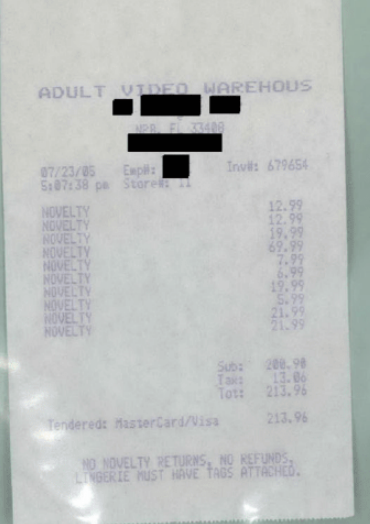 ADULT VIDEO WAREHOUS
NPB, FL 33408
07/23/05 Emp#: Inv#: 679654
5:07:38 pm Store#: 11
NOVELTY 12.99
NOVELTY 12.99
NOVELTY 19.99
NOVELTY 69.99
NOVELTY 7.99
NOVELTY 6.99
NOVELTY 19.99
NOVELTY 5.99
NOVELTY 21.99
NOVELTY 21.99
Sub: 200.90
Tax: 13.06
Tot: 213.96
Tendered: MasterCard/Visa 213.96
NO NOVELTY RETURNS, NO REFUNDS,
LINGERIE MUST HAVE TAGS ATTACHED.